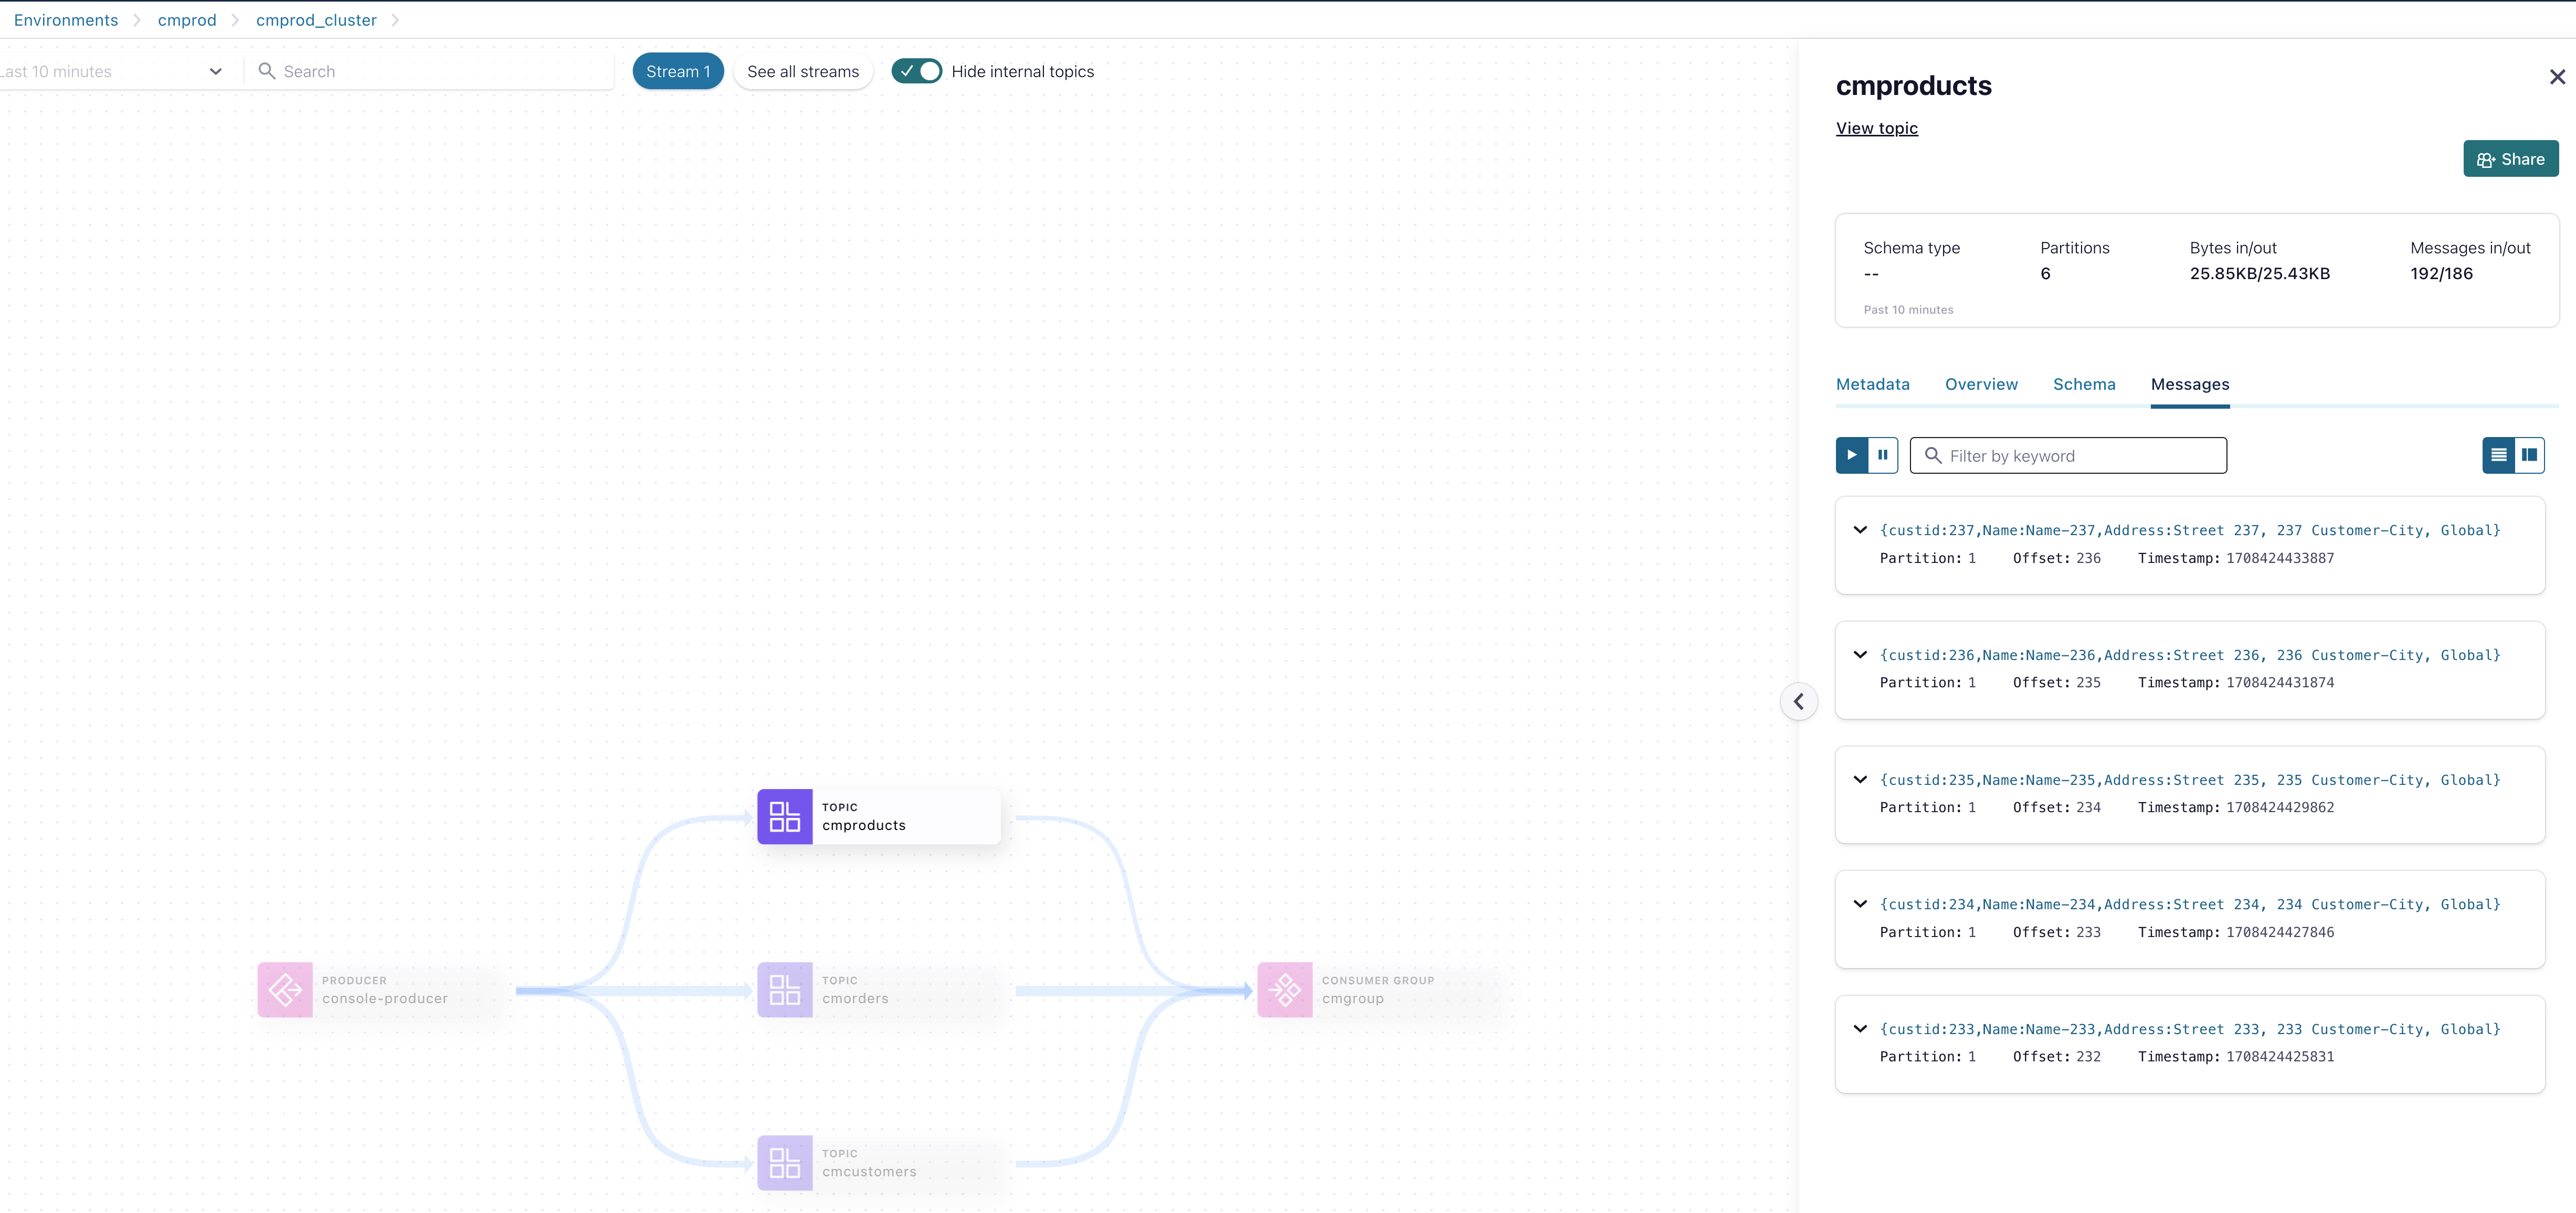 Environments
cmprod
cmprod_cluster
Last 10 minutes
Search
Stream 1
See all streams
Hide internal topics
TOPIC
cmproducts
PRODUCER
console-producer
TOPIC
cmorders
CONSUMER GROUP
cmgroup
TOPIC
cmcustomers
cmproducts
View topic
Share
Schema type
--
Partitions
6
Bytes in/out
25.85KB/25.43KB
Messages in/out
192/186
Past 10 minutes
Metadata
Overview
Schema
Messages
Filter by keyword
{custid:237,Name:Name-237,Address:Street 237, 237 Customer-City, Global}
Partition: 1 Offset: 236 Timestamp: 1708424433887
{custid:236,Name:Name-236,Address:Street 236, 236 Customer-City, Global}
Partition: 1 Offset: 235 Timestamp: 1708424431874
{custid:235,Name:Name-235,Address:Street 235, 235 Customer-City, Global}
Partition: 1 Offset: 234 Timestamp: 1708424429862
{custid:234,Name:Name-234,Address:Street 234, 234 Customer-City, Global}
Partition: 1 Offset: 233 Timestamp: 1708424427846
{custid:233,Name:Name-233,Address:Street 233, 233 Customer-City, Global}
Partition: 1 Offset: 232 Timestamp: 1708424425831